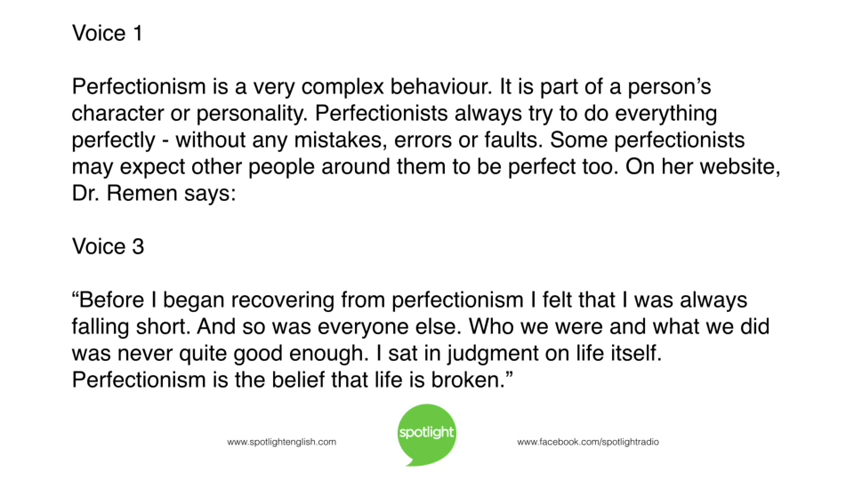 Voice 1
Perfectionism is a very complex behaviour. It is part of a person’s
character or personality. Perfectionists always try to do everything
perfectly - without any mistakes, errors or faults. Some perfectionists
may expect other people around them to be perfect too. On her website,
Dr. Remen says:
Voice 3
“Before I began recovering from perfectionism I felt that I was always
falling short. And so was everyone else. Who we were and what we did
was never quite good enough. I sat in judgment on life itself.
Perfectionism is the belief that life is broken.”
www.spotlightenglish.com
spotlight
www.facebook.com/spotlightradio